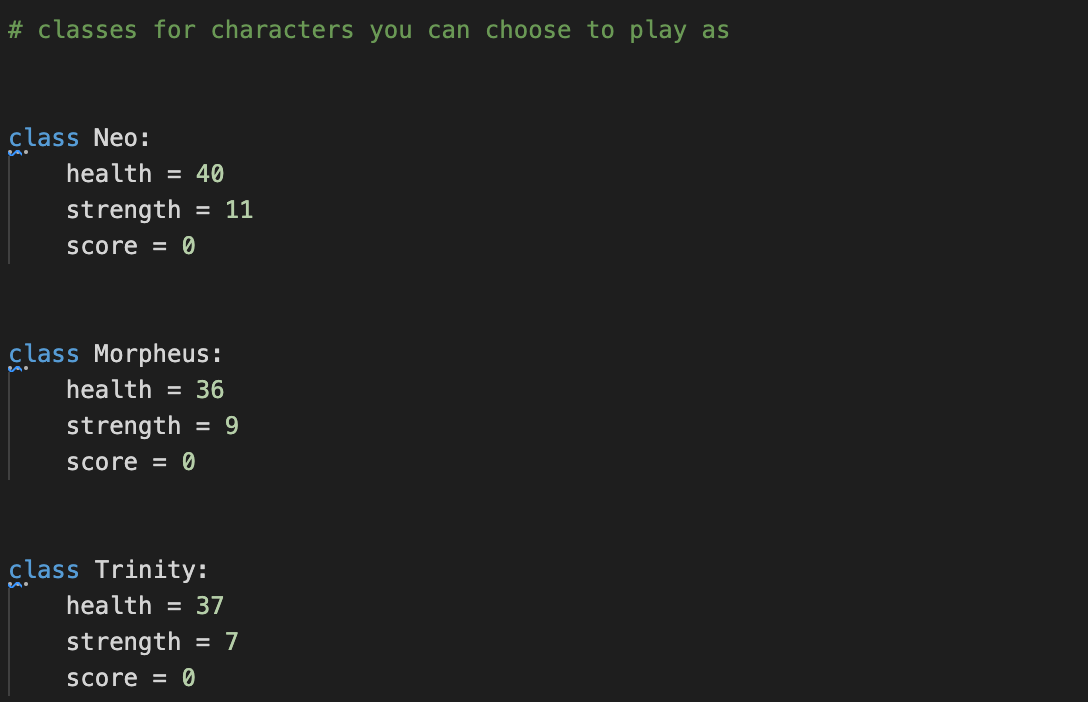 # classes for characters you can choose to play as
class Neo:
    health = 40
    strength = 11
    score = 0
class Morpheus:
    health = 36
    strength = 9
    score = 0
class Trinity:
    health = 37
    strength = 7
    score = 0